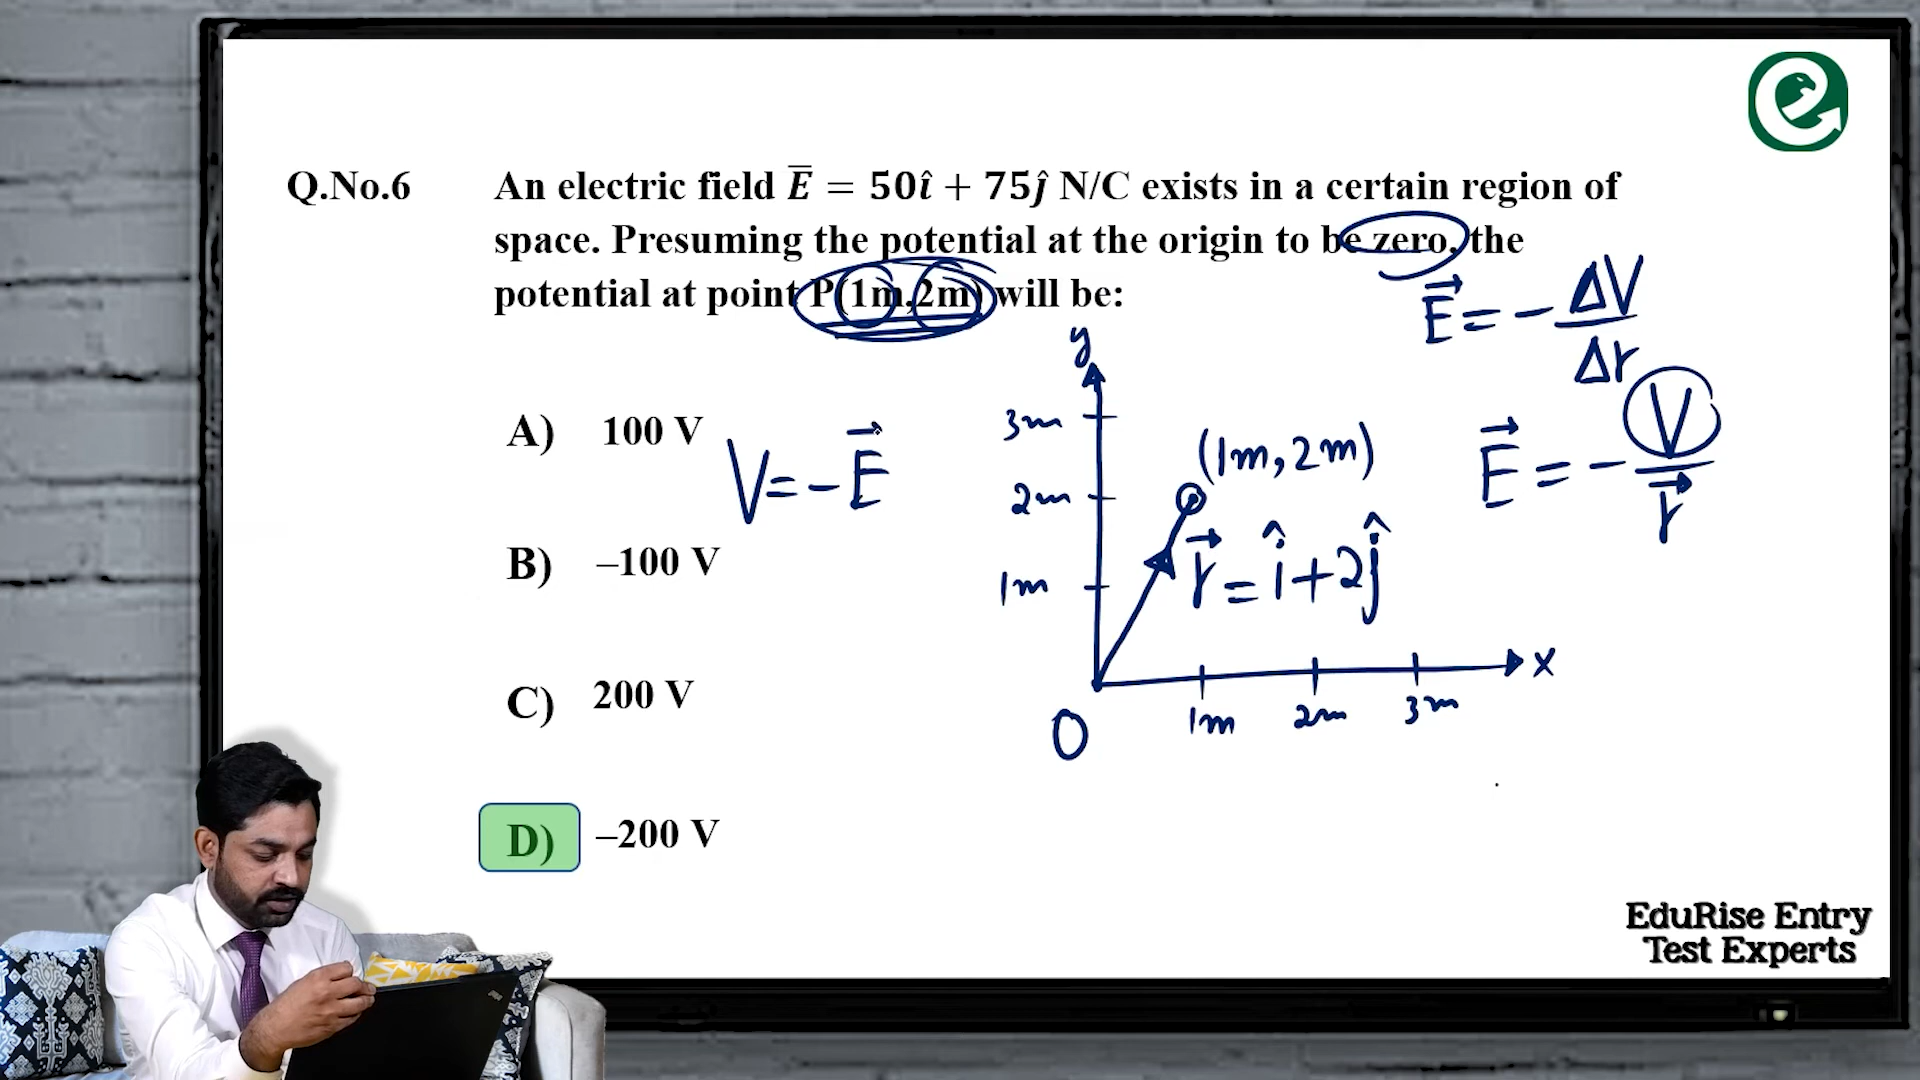 Q.No.6
An electric field E̅ = 50î + 75ĵ N/C exists in a certain region of
space. Presuming the potential at the origin to be zero, the
potential at point P(1m,2m) will be:
A) 100 V
B) –100 V
C) 200 V
D) –200 V
V = – E⃗
y
3m
2m
1m
O
1m 2m 3m
x
(1m, 2m)
r⃗ = î + 2ĵ
E⃗ = – ΔV / Δr
E⃗ = – V / r⃗
EduRise Entry
Test Experts